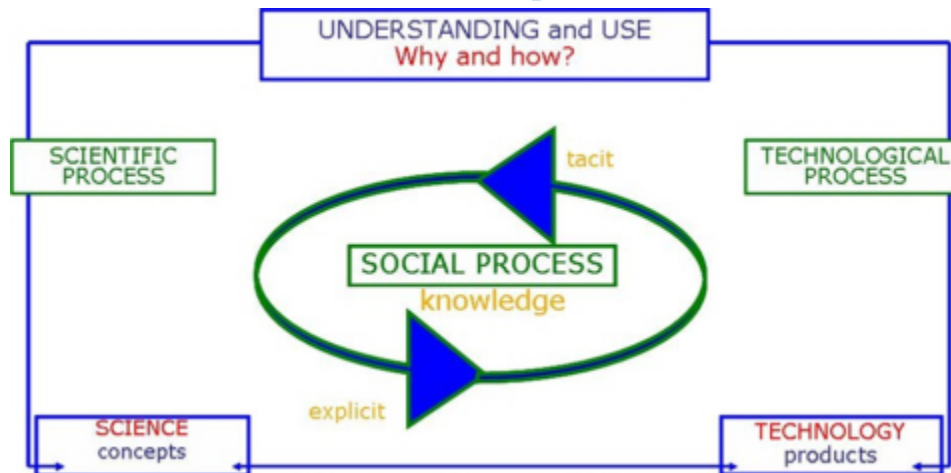 UNDERSTANDING and USE
Why and how?
SCIENTIFIC
PROCESS
tacit
TECHNOLOGICAL
PROCESS
SOCIAL PROCESS
knowledge
explicit
SCIENCE
concepts
TECHNOLOGY
products